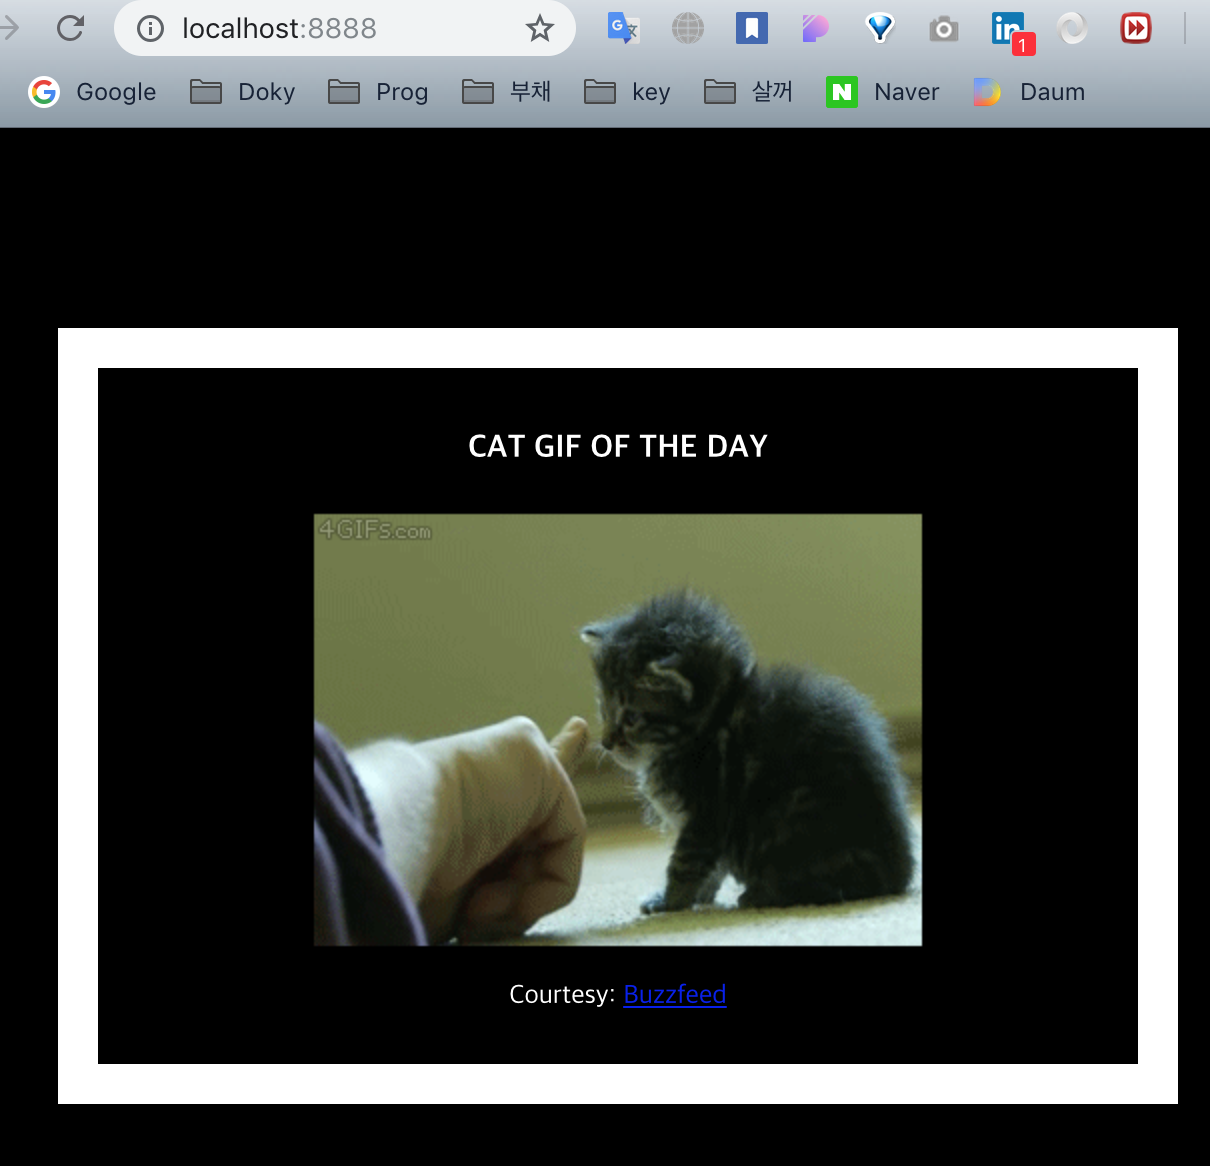 localhost:8888
1
Google Doky Prog 부채 key 살꺼 Naver Daum
CAT GIF OF THE DAY
4GIFs.com
Courtesy: Buzzfeed